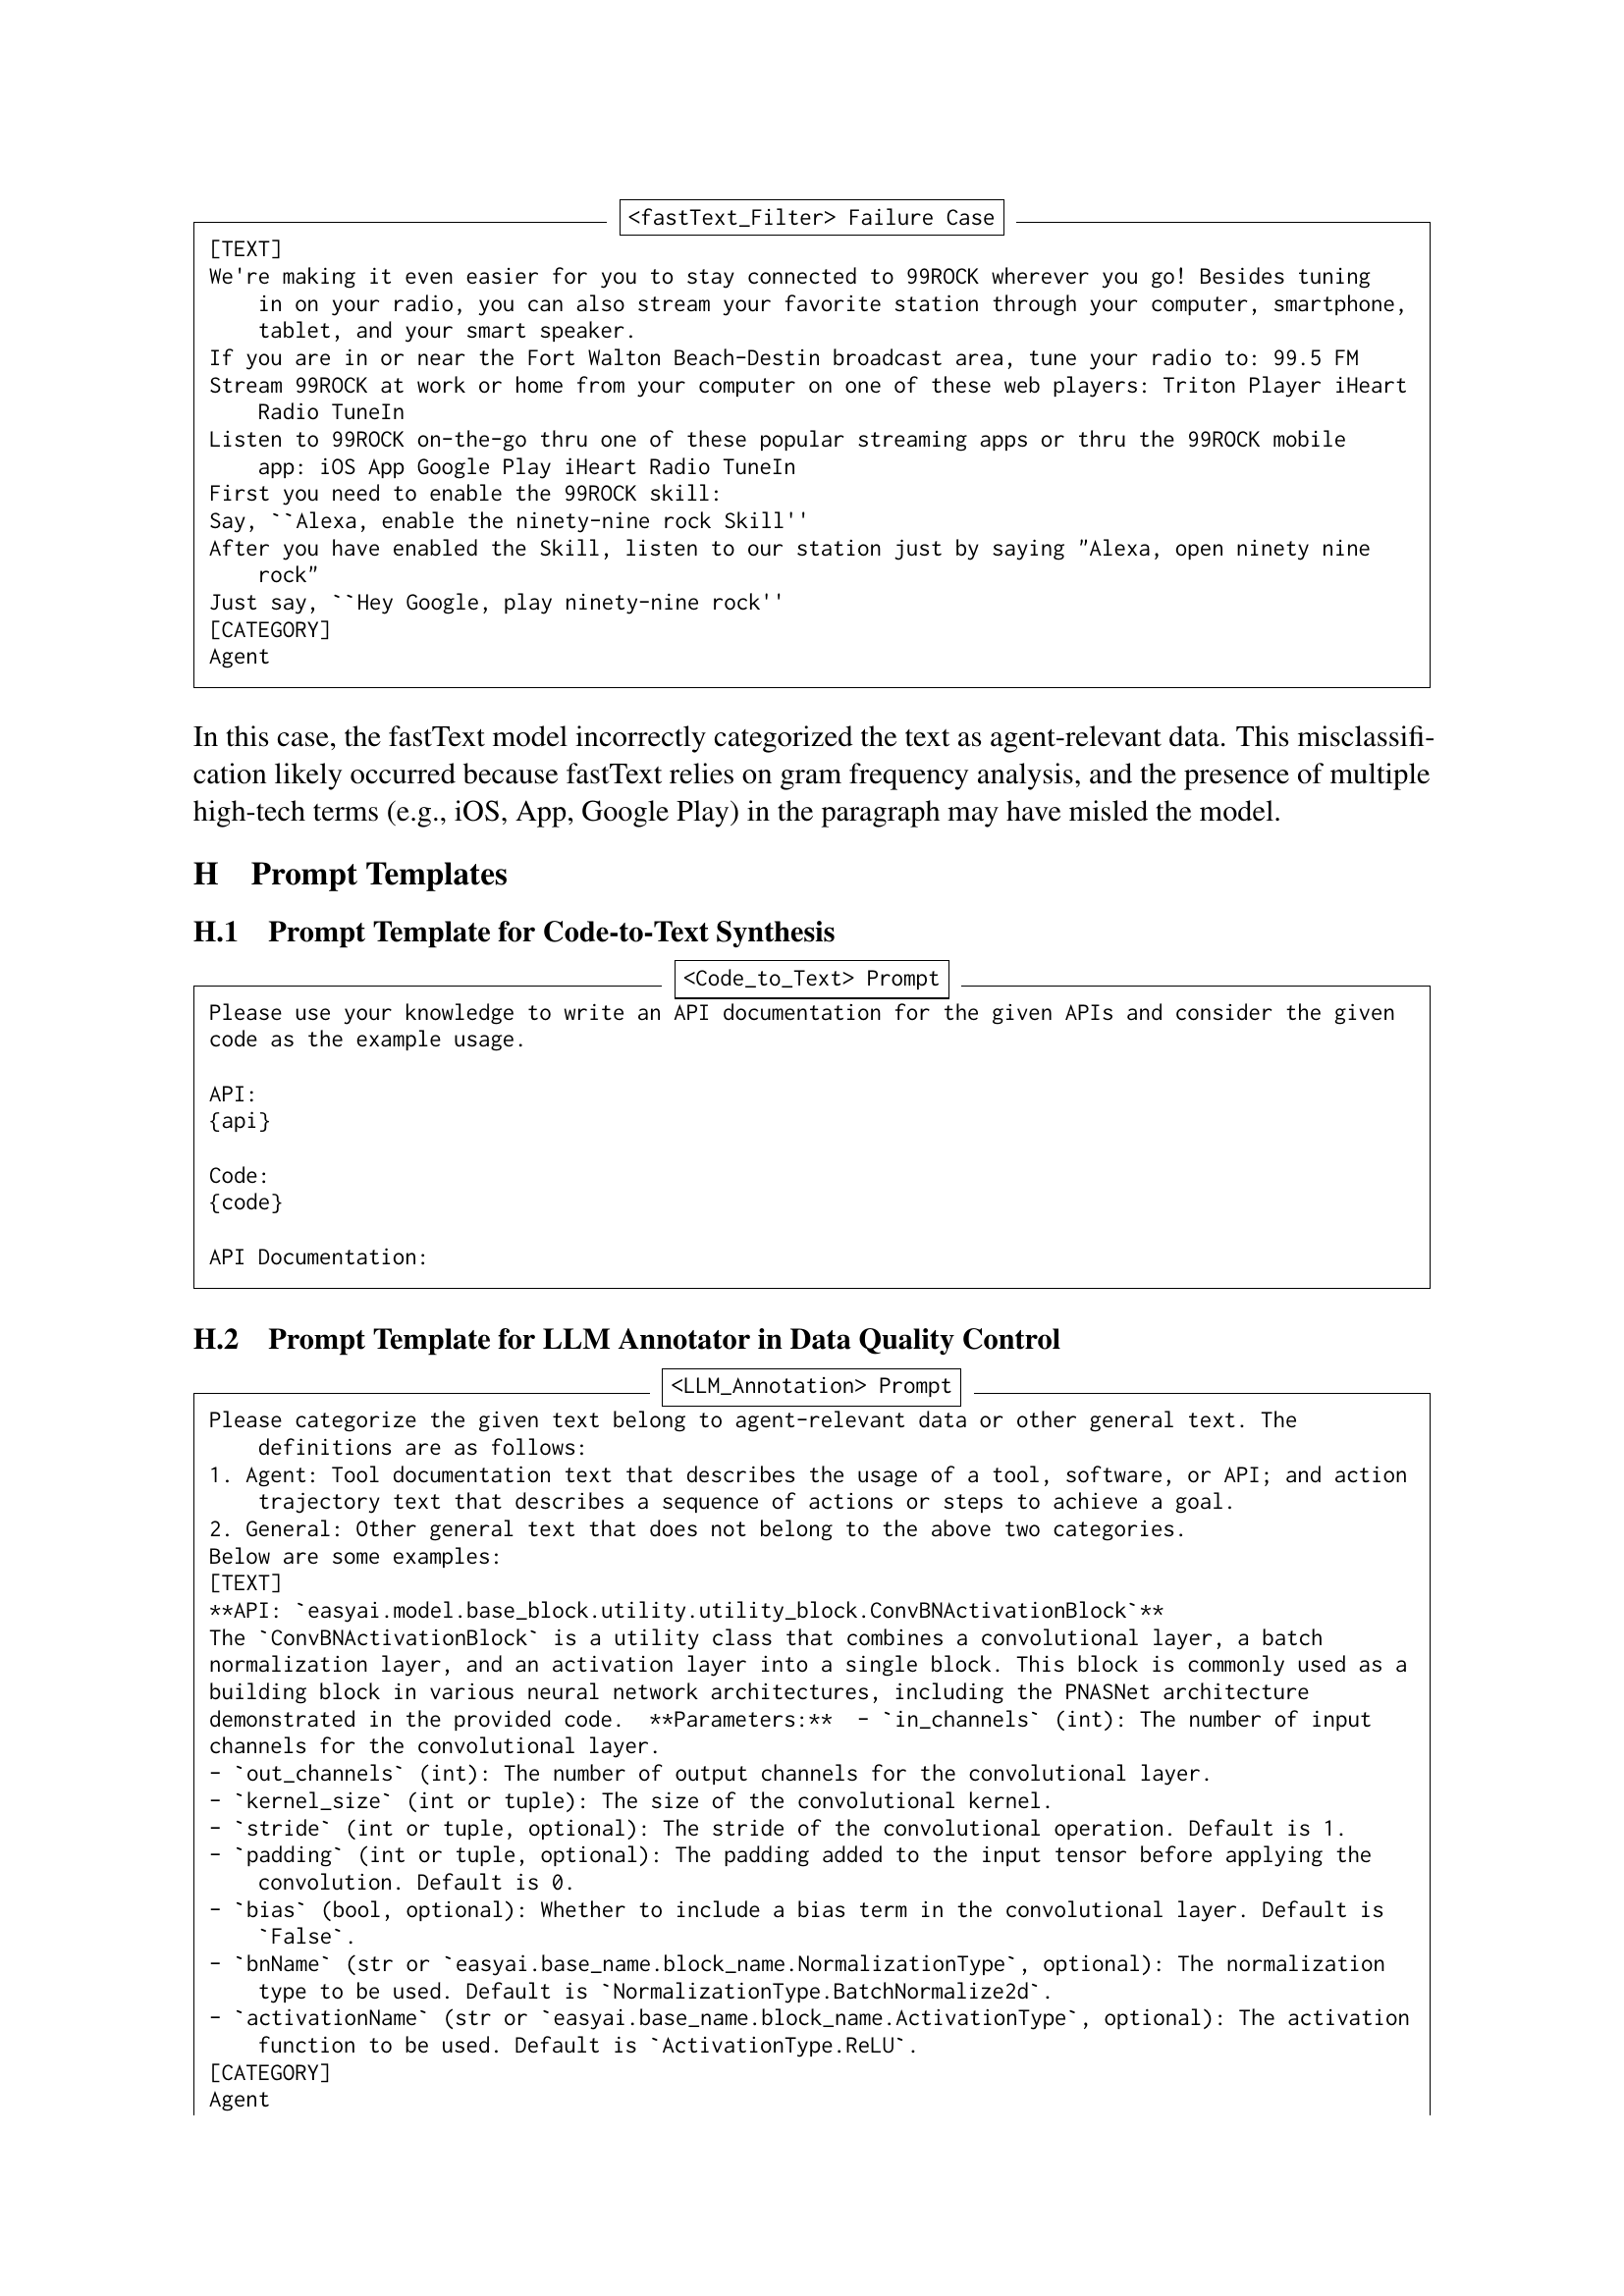 <fastText_Filter> Failure Case
[TEXT]
We're making it even easier for you to stay connected to 99ROCK wherever you go! Besides tuning
in on your radio, you can also stream your favorite station through your computer, smartphone,
tablet, and your smart speaker.
If you are in or near the Fort Walton Beach-Destin broadcast area, tune your radio to: 99.5 FM
Stream 99ROCK at work or home from your computer on one of these web players: Triton Player iHeart
Radio TuneIn
Listen to 99ROCK on-the-go thru one of these popular streaming apps or thru the 99ROCK mobile
app: iOS App Google Play iHeart Radio TuneIn
First you need to enable the 99ROCK skill:
Say, ``Alexa, enable the ninety-nine rock Skill''
After you have enabled the Skill, listen to our station just by saying "Alexa, open ninety nine
rock"
Just say, ``Hey Google, play ninety-nine rock''
[CATEGORY]
Agent
In this case, the fastText model incorrectly categorized the text as agent-relevant data. This misclassifi-
cation likely occurred because fastText relies on gram frequency analysis, and the presence of multiple
high-tech terms (e.g., iOS, App, Google Play) in the paragraph may have misled the model.
H Prompt Templates
H.1 Prompt Template for Code-to-Text Synthesis
<Code_to_Text> Prompt
Please use your knowledge to write an API documentation for the given APIs and consider the given
code as the example usage.
API:
{api}
Code:
{code}
API Documentation:
H.2 Prompt Template for LLM Annotator in Data Quality Control
<LLM_Annotation> Prompt
Please categorize the given text belong to agent-relevant data or other general text. The
definitions are as follows:
1. Agent: Tool documentation text that describes the usage of a tool, software, or API; and action
trajectory text that describes a sequence of actions or steps to achieve a goal.
2. General: Other general text that does not belong to the above two categories.
Below are some examples:
[TEXT]
**API: `easyai.model.base_block.utility.utility_block.ConvBNActivationBlock`**
The `ConvBNActivationBlock` is a utility class that combines a convolutional layer, a batch
normalization layer, and an activation layer into a single block. This block is commonly used as a
building block in various neural network architectures, including the PNASNet architecture
demonstrated in the provided code.  **Parameters:**  - `in_channels` (int): The number of input
channels for the convolutional layer.
- `out_channels` (int): The number of output channels for the convolutional layer.
- `kernel_size` (int or tuple): The size of the convolutional kernel.
- `stride` (int or tuple, optional): The stride of the convolutional operation. Default is 1.
- `padding` (int or tuple, optional): The padding added to the input tensor before applying the
convolution. Default is 0.
- `bias` (bool, optional): Whether to include a bias term in the convolutional layer. Default is
`False`.
- `bnName` (str or `easyai.base_name.block_name.NormalizationType`, optional): The normalization
type to be used. Default is `NormalizationType.BatchNormalize2d`.
- `activationName` (str or `easyai.base_name.block_name.ActivationType`, optional): The activation
function to be used. Default is `ActivationType.ReLU`.
[CATEGORY]
Agent